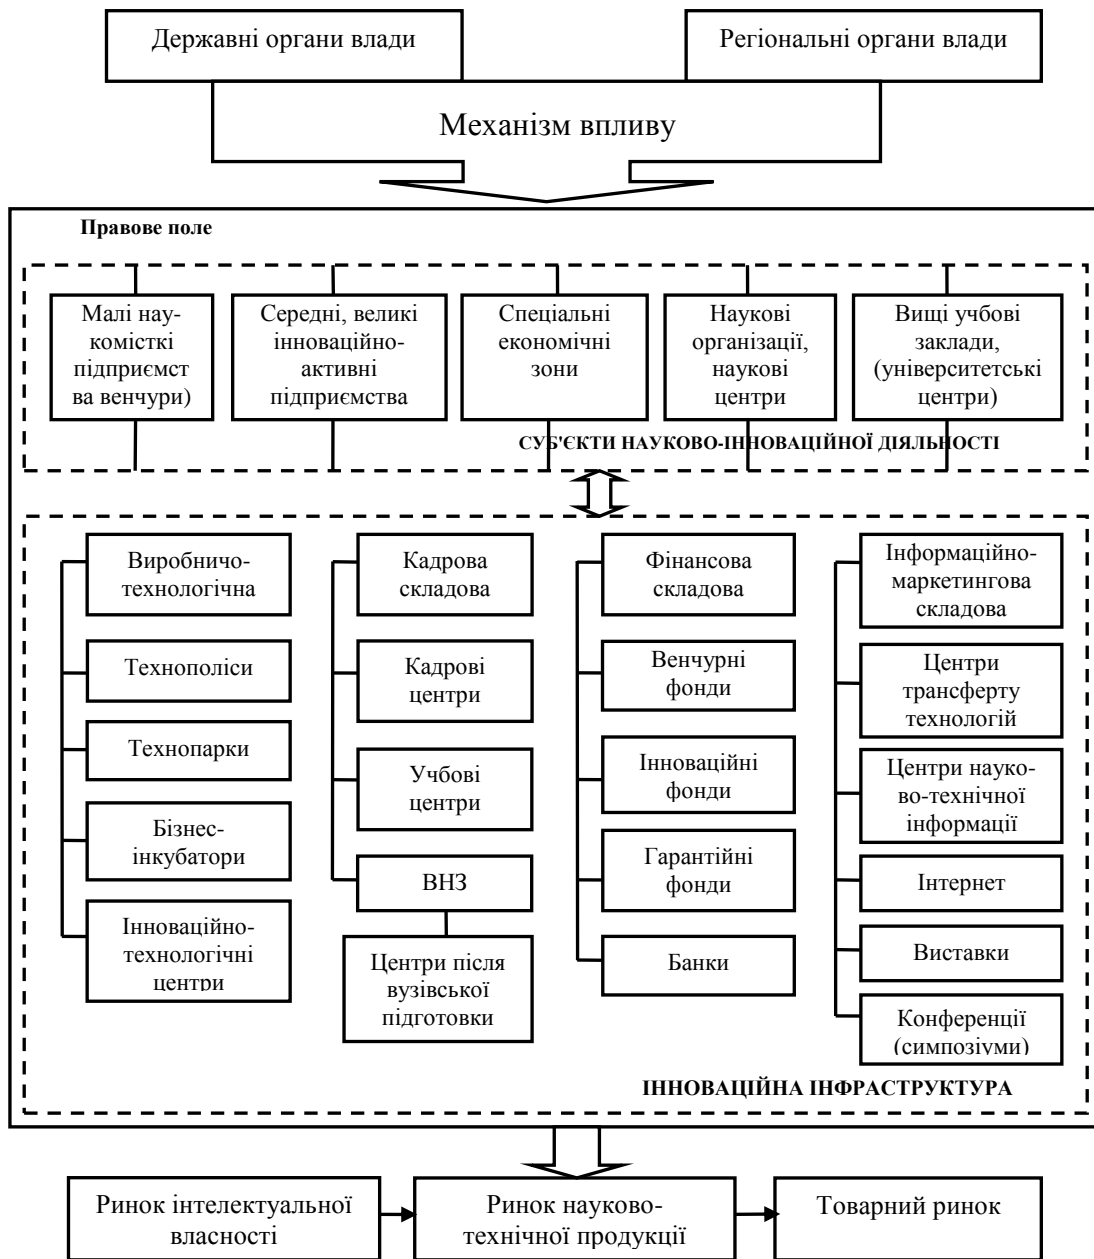 Державні органи влади
Регіональні органи влади
Механізм впливу
Правове поле
Малі нау-
комісткі
підприємст
ва венчури)
Середні, великі
інноваційно-
активні
підприємства
Спеціальні
економічні
зони
Наукові
організації,
наукові
центри
Вищі учбові
заклади,
(університетські
центри)
СУБ'ЄКТИ НАУКОВО-ІННОВАЦІЙНОЇ ДІЯЛЬНОСТІ
Виробничо-
технологічна
Технополіси
Технопарки
Бізнес-
інкубатори
Інноваційно-
технологічні
центри
Кадрова
складова
Кадрові
центри
Учбові
центри
ВНЗ
Центри після
вузівської
підготовки
Фінансова
складова
Венчурні
фонди
Інноваційні
фонди
Гарантійні
фонди
Банки
Інформаційно-
маркетингова
складова
Центри
трансферту
технологій
Центри науко-
во-технічної
інформації
Інтернет
Виставки
Конференції
(симпозіуми)
ІННОВАЦІЙНА ІНФРАСТРУКТУРА
Ринок інтелектуальної
власності
Ринок науково-
технічної продукції
Товарний ринок